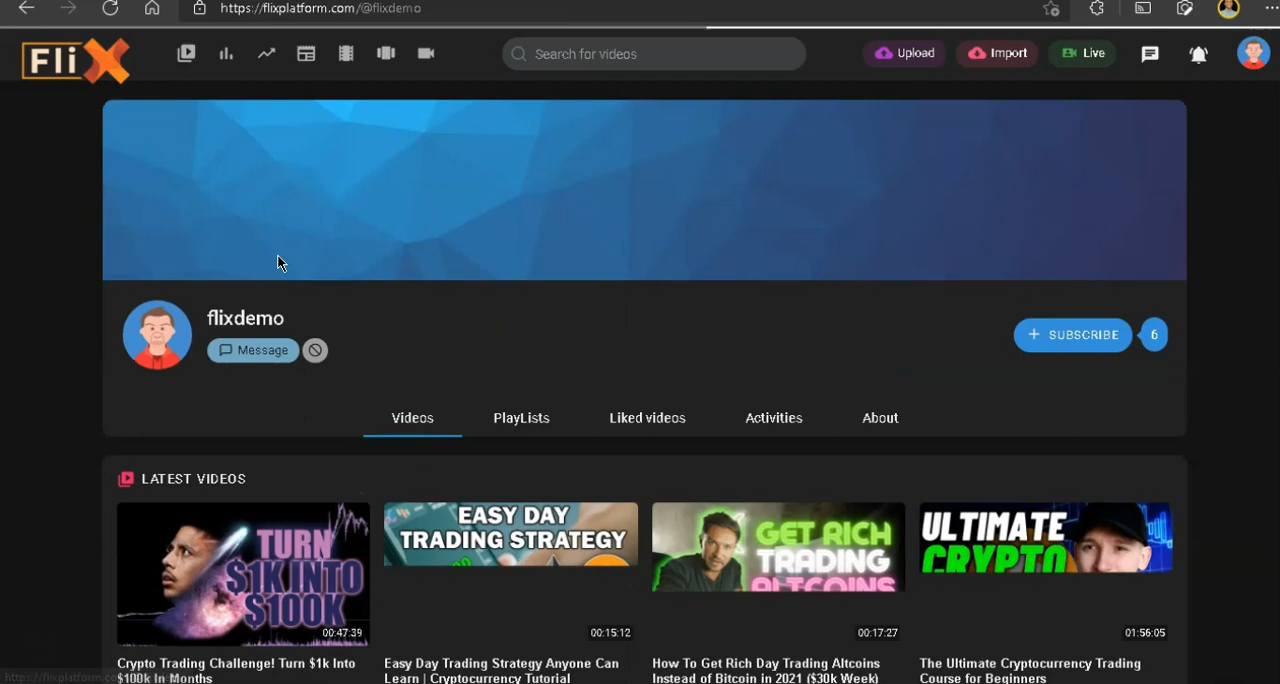 https://flixplatform.com/@flixdemo
FliX
Search for videos
Upload
Import
Live
flixdemo
Message
+ SUBSCRIBE
6
Videos
PlayLists
Liked videos
Activities
About
LATEST VIDEOS
TURN
$1K INTO
$100K
00:47:39
EASY DAY
TRADING STRATEGY
00:15:12
GET RICH
TRADING
ALTCOINS
00:17:27
ULTIMATE
CRYPTO
01:56:05
Crypto Trading Challenge! Turn $1k Into
$100k In Months
Easy Day Trading Strategy Anyone Can
Learn | Cryptocurrency Tutorial
How To Get Rich Day Trading Altcoins
Instead of Bitcoin in 2021 ($30k Week)
The Ultimate Cryptocurrency Trading
Course for Beginners